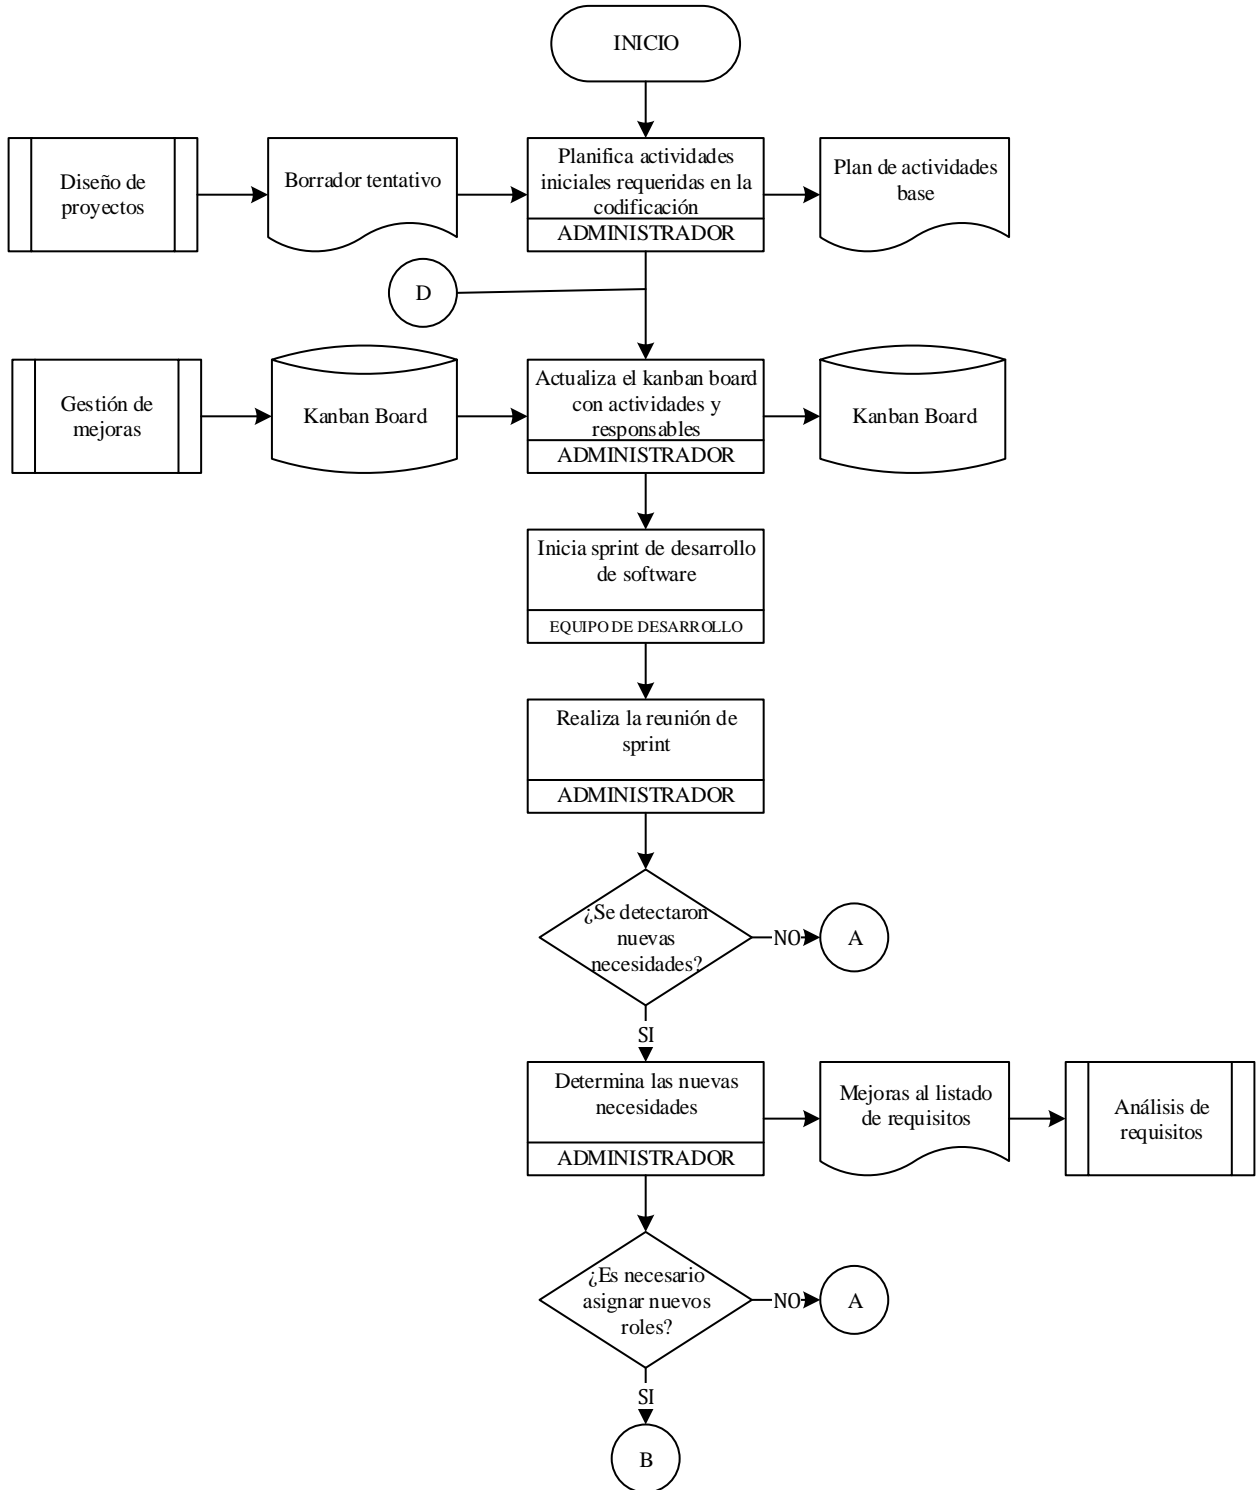 INICIO
Diseño de
proyectos
Borrador tentativo
Planifica actividades
iniciales requeridas en la
codificación
ADMINISTRADOR
Plan de actividades
base
D
Gestión de
mejoras
Kanban Board
Actualiza el kanban board
con actividades y
responsables
ADMINISTRADOR
Kanban Board
Inicia sprint de desarrollo
de software
EQUIPO DE DESARROLLO
Realiza la reunión de
sprint
ADMINISTRADOR
¿Se detectaron
nuevas
necesidades?
NO
A
SI
Determina las nuevas
necesidades
ADMINISTRADOR
Mejoras al listado
de requisitos
Análisis de
requisitos
¿Es necesario
asignar nuevos
roles?
NO
A
SI
B